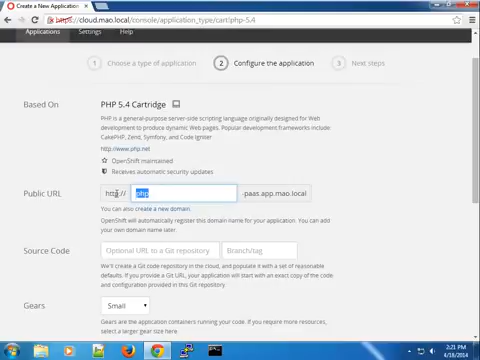 Create a New Application
https://cloud.mao.local/console/application_type/cart!php-5.4
Applications Settings Help
1 Choose a type of application 2 Configure the application 3 Next steps
Based On PHP 5.4 Cartridge
PHP is a general-purpose server-side scripting language originally designed for Web
development to produce dynamic Web pages. Popular development frameworks include
CakePHP, Zend, Symfony, and Code Igniter
http://www.php.net
OpenShift maintained
Receives automatic security updates
Public URL http:// php -paas.app.mao.local
You can also create a new domain.
OpenShift will automatically register this domain name for your application. You can add
your own domain name later.
Source Code Optional URL to a Git repository Branch/tag
We'll create a Git code repository in the cloud, and populate it with a set of reasonable
defaults. If you provide a Git URL, your application will start with an exact copy of the code
and configuration provided in this Git repository
Gears Small
Gears are the application containers running your code. If you require more resources,
select a larger gear size here
2:21 PM
4/18/2014